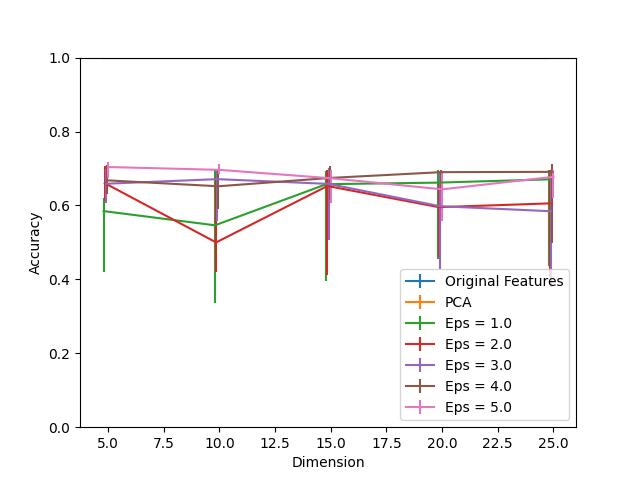 1.0
0.8
0.6
0.4
0.2
0.0
Accuracy
5.0 7.5 10.0 12.5 15.0 17.5 20.0 22.5 25.0
Dimension
Original Features
PCA
Eps = 1.0
Eps = 2.0
Eps = 3.0
Eps = 4.0
Eps = 5.0